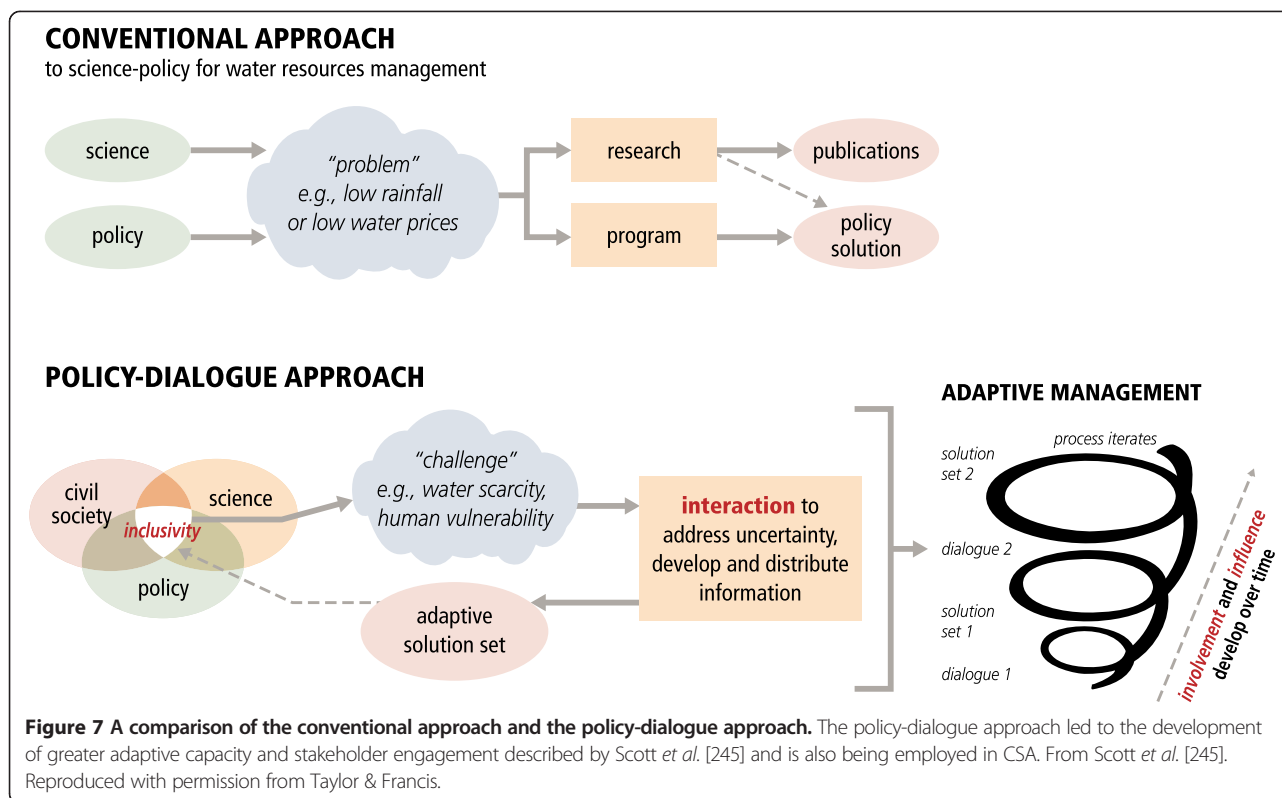 CONVENTIONAL APPROACH
to science-policy for water resources management
science
policy
“problem”
e.g., low rainfall
or low water prices
research
program
publications
policy
solution
POLICY-DIALOGUE APPROACH
civil
society
science
inclusivity
policy
“challenge”
e.g., water scarcity,
human vulnerability
interaction to
address uncertainty,
develop and distribute
information
adaptive
solution set
ADAPTIVE MANAGEMENT
process iterates
solution
set 2
dialogue 2
solution
set 1
dialogue 1
involvement and influence
develop over time
Figure 7 A comparison of the conventional approach and the policy-dialogue approach. The policy-dialogue approach led to the development
of greater adaptive capacity and stakeholder engagement described by Scott et al. [245] and is also being employed in CSA. From Scott et al. [245].
Reproduced with permission from Taylor & Francis.